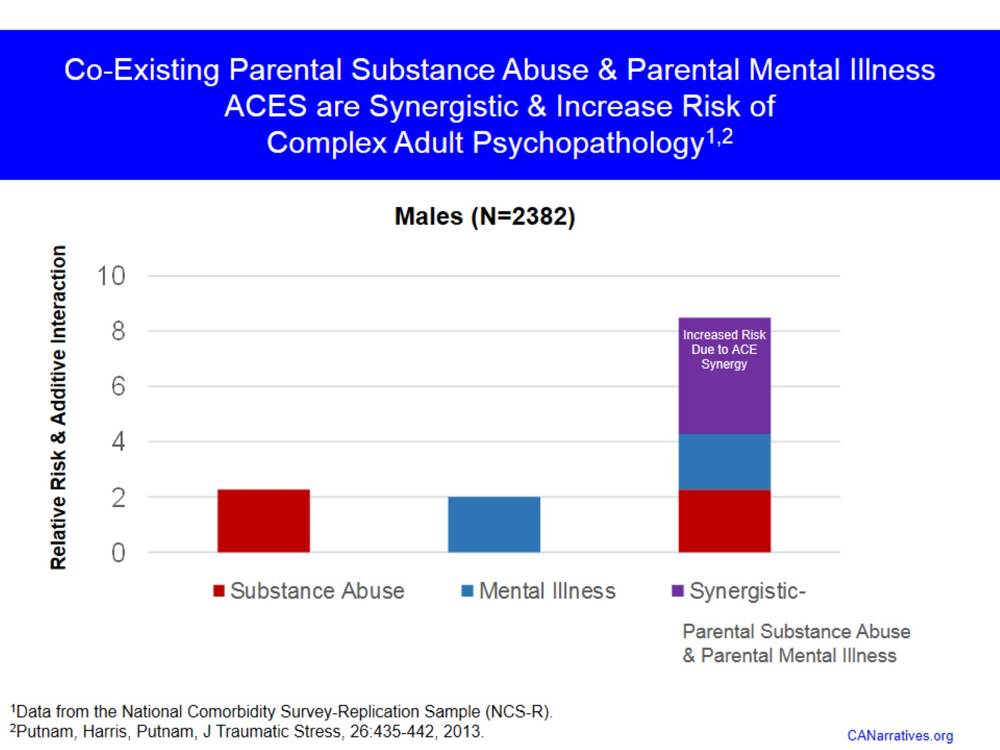 Co-Existing Parental Substance Abuse & Parental Mental Illness
ACES are Synergistic & Increase Risk of
Complex Adult Psychopathology1,2
Males (N=2382)
Relative Risk & Additive Interaction
10
8
6
4
2
0
Increased Risk
Due to ACE
Synergy
Substance Abuse
Mental Illness
Synergistic-
Parental Substance Abuse
& Parental Mental Illness
1Data from the National Comorbidity Survey-Replication Sample (NCS-R).
2Putnam, Harris, Putnam, J Traumatic Stress, 26:435-442, 2013.
CANarratives.org